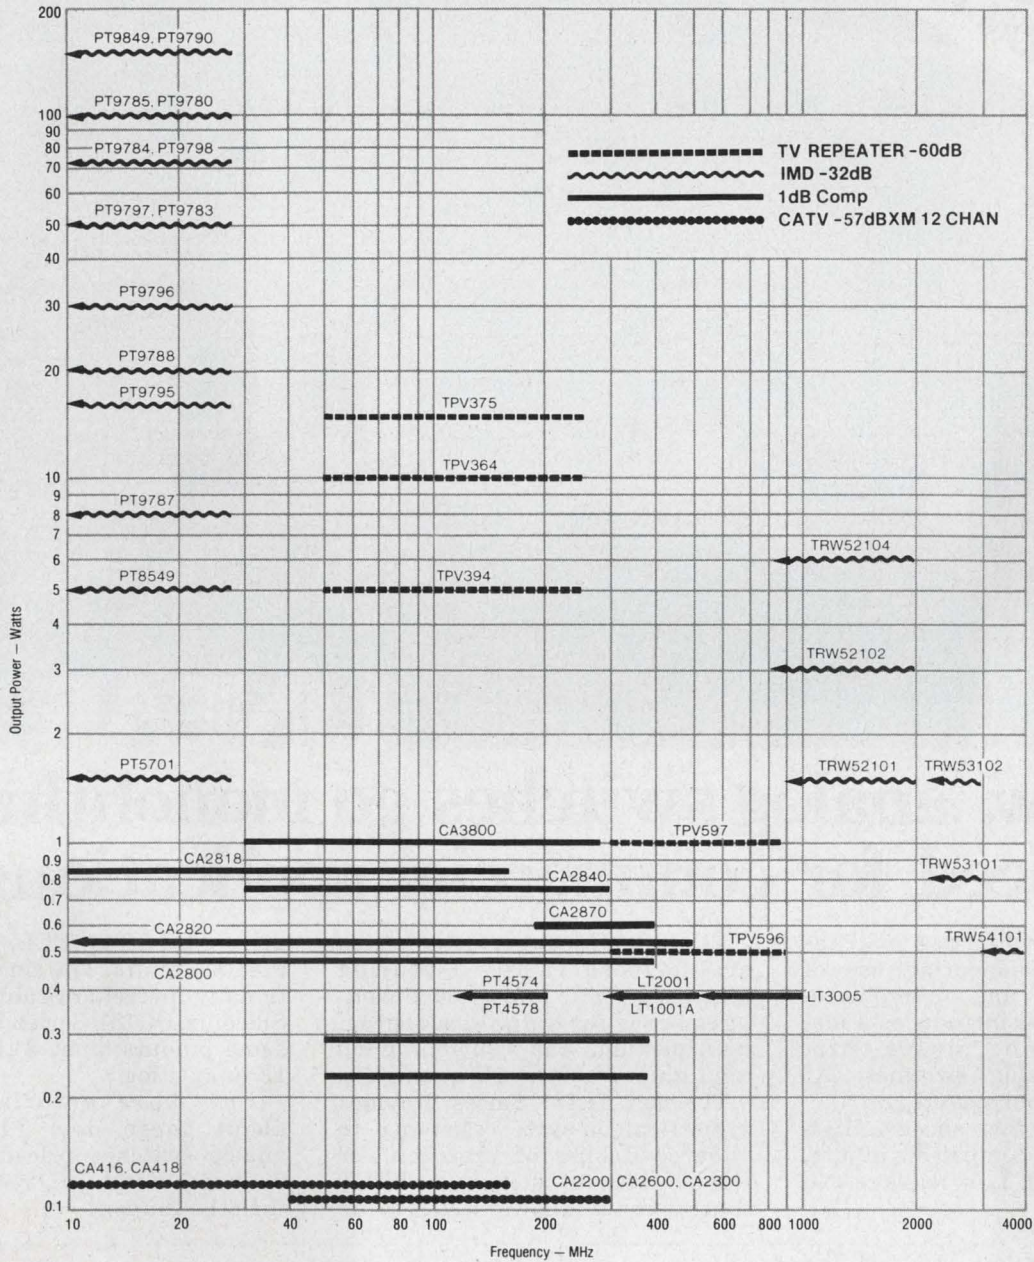 200
PT9849, PT9790
PT9785, PT9780
100
90
PT9784, PT9798
80
70
60
PT9797, PT9783
50
40
TV REPEATER -60dB
IMD -32dB
1dB Comp
CATV -57dBXM 12 CHAN
PT9796
30
PT9788
20
PT9795
TPV375
TPV364
10
9
PT9787
8
7
TRW52104
6
PT8549
TPV394
5
4
TRW52102
3
Output Power — Watts
2
PT5701
TRW52101
TRW53102
CA3800
TPV597
1
CA2818
0.9
TRW53101
CA2840
0.8
0.7
CA2870
0.6
CA2820
TPV596
TRW54101
0.5
CA2800
PT4574
LT2001
0.4
LT3005
PT4578
LT1001A
0.3
0.2
CA416, CA418
CA2200, CA2600, CA2300
0.1
10
20
40
60
80
100
200
400
600
800
1000
2000
4000
Frequency — MHz